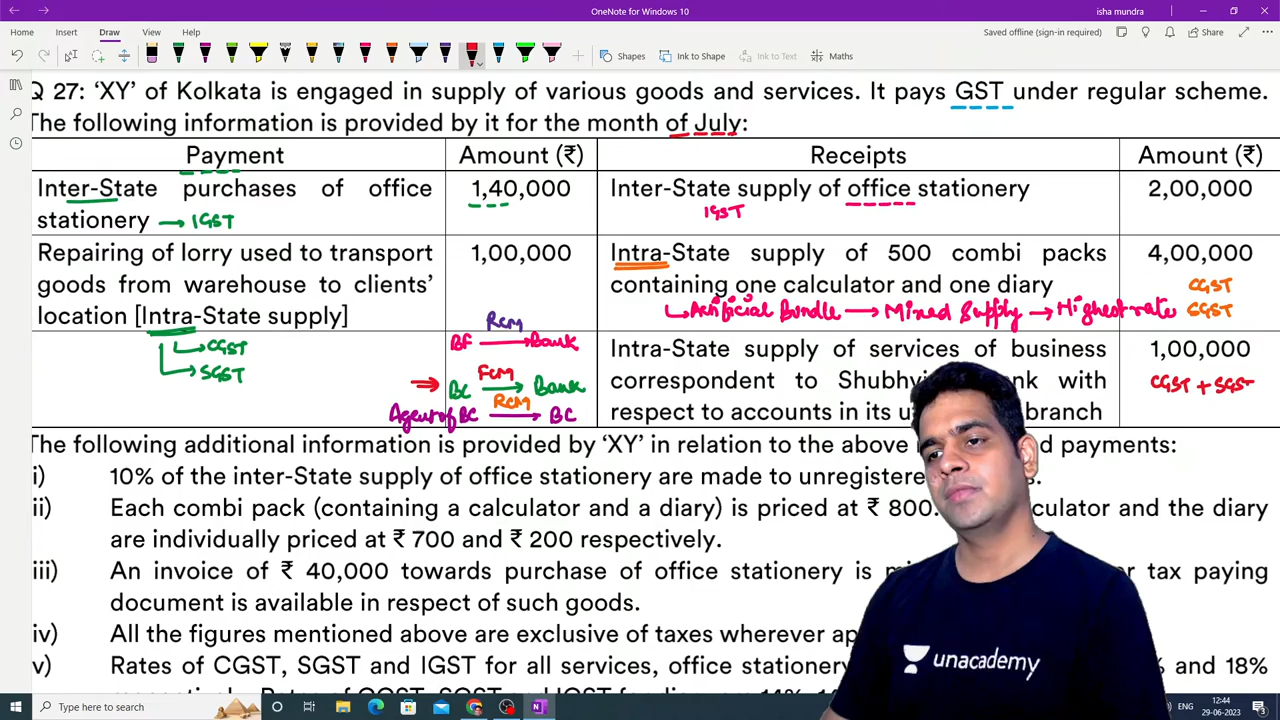 OneNote for Windows 10
isha mundra
Home Insert Draw View Help
Saved offline (sign-in required)
Share
Shapes Ink to Shape Ink to Text Maths
Q 27: ‘XY’ of Kolkata is engaged in supply of various goods and services. It pays GST under regular scheme.
The following information is provided by it for the month of July:
Payment Amount (₹) Receipts Amount (₹)
Inter-State purchases of office stationery → IGST
1,40,000
Inter-State supply of office stationery
IGST
2,00,000
Repairing of lorry used to transport
goods from warehouse to clients’
location [Intra-State supply]
CGST
SGST
1,00,000
Intra-State supply of 500 combi packs
containing one calculator and one diary
↳ Artificial Bundle → Mixed Supply → Highest rate
4,00,000
CGST
SGST
RCM
BF → Bank
FCM
⇒ BC → Bank
RCM
Agent of BC → BC
Intra-State supply of services of business
correspondent to
with
respect to accounts in its
branch
1,00,000
CGST + SGST
The following additional information is provided by ‘XY’ in relation to the above
payments:
i) 10% of the inter-State supply of office stationery are made to
ii) Each combi pack (containing a calculator and a diary) is priced at ₹ 800.
and the diary
are individually priced at ₹ 700 and ₹ 200 respectively.
iii) An invoice of ₹ 40,000 towards purchase of office stationery is
tax paying
document is available in respect of such goods.
iv) All the figures mentioned above are exclusive of taxes wherever
v) Rates of CGST, SGST and IGST for all services, office
and 18%
unacademy
Type here to search
ENG
12:44
29-06-2023